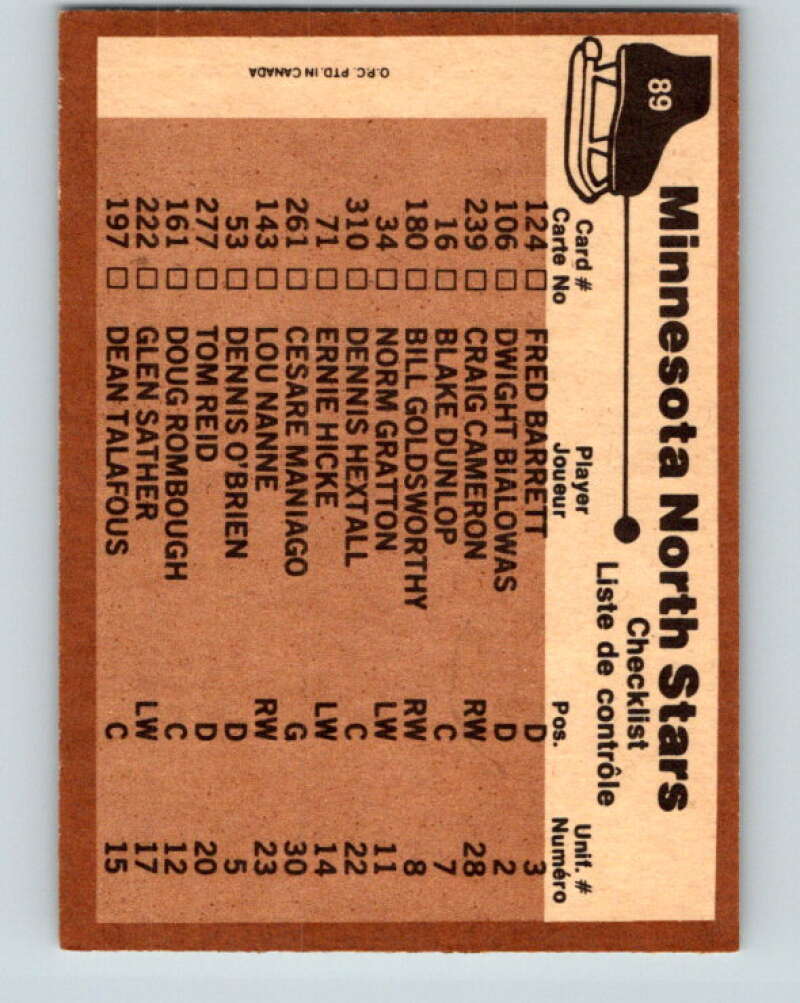 89
Minnesota North Stars
Checklist
Liste de contrôle
Card # Player Pos. Unif. #
Carte No Joueur Numéro
124 □ FRED BARRETT D 3
106 □ DWIGHT BIALOWAS D 2
239 □ CRAIG CAMERON RW 28
16 □ BLAKE DUNLOP C 7
180 □ BILL GOLDSWORTHY RW 8
34 □ NORM GRATTON LW 11
310 □ DENNIS HEXTALL C 22
71 □ ERNIE HICKE LW 14
261 □ CESARE MANIAGO G 30
143 □ LOU NANNE RW 23
53 □ DENNIS O'BRIEN D 5
277 □ TOM REID D 20
161 □ DOUG ROMBOUGH C 12
222 □ GLEN SATHER LW 17
197 □ DEAN TALAFOUS C 15
O.P.C. PTD. IN CANADA